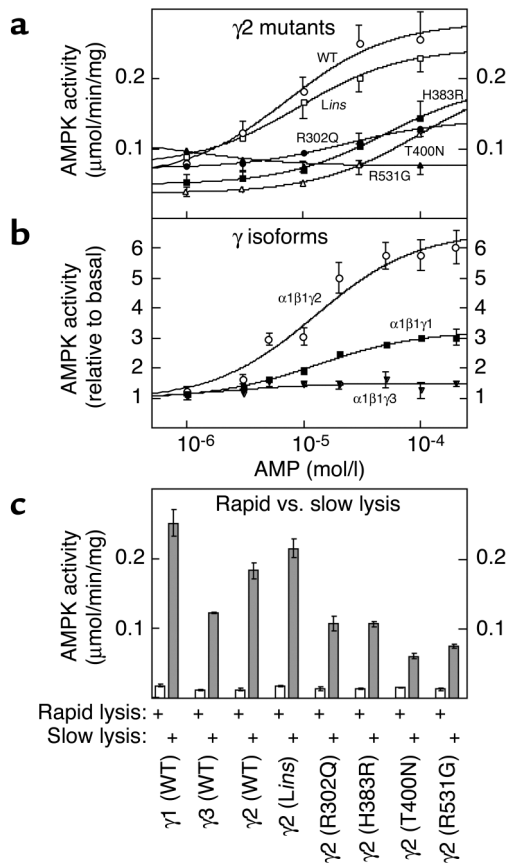 a
γ2 mutants
AMPK activity
(μmol/min/mg)
0.2
0.1
0.2
0.1
WT
Lins
H383R
R302Q
T400N
R531G
b
γ isoforms
AMPK activity
(relative to basal)
6
5
4
3
2
1
6
5
4
3
2
1
α1β1γ2
α1β1γ1
α1β1γ3
10-6
10-5
10-4
AMP (mol/l)
c
Rapid vs. slow lysis
AMPK activity
(μmol/min/mg)
0.2
0.1
0.2
0.1
Rapid lysis: + + + + + + + +
Slow lysis: + + + + + + + +
γ1 (WT)
γ3 (WT)
γ2 (WT)
γ2 (Lins)
γ2 (R302Q)
γ2 (H383R)
γ2 (T400N)
γ2 (R531G)